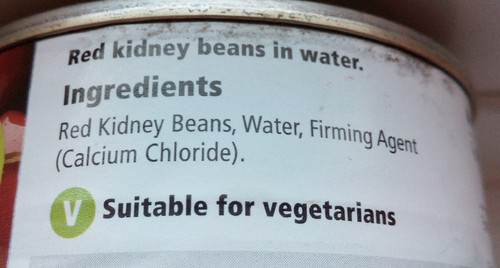 Red kidney beans in water.
Ingredients
Red Kidney Beans, Water, Firming Agent
(Calcium Chloride).
V Suitable for vegetarians